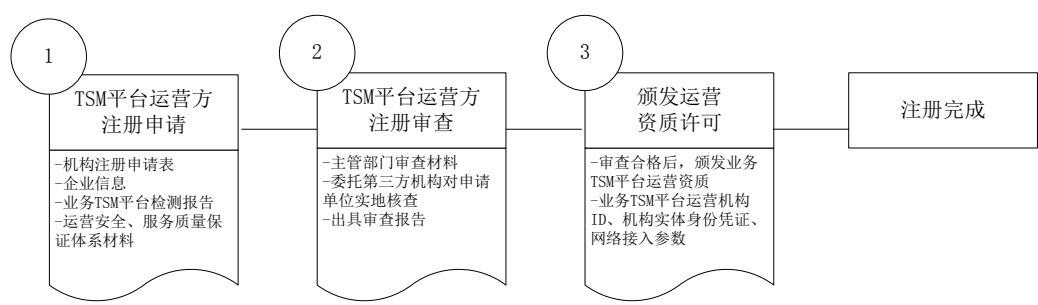 1
TSM平台运营方
注册申请
-机构注册申请表
-企业信息
-业务TSM平台检测报告
-运营安全、服务质量保
证体系材料
2
TSM平台运营方
注册审查
-主管部门审查材料
-委托第三方机构对申请
单位实地核查
-出具审查报告
3
颁发运营
资质许可
-审查合格后，颁发业务
TSM平台运营资质
-业务TSM平台运营机构
ID、机构实体身份凭证、
网络接入参数
注册完成